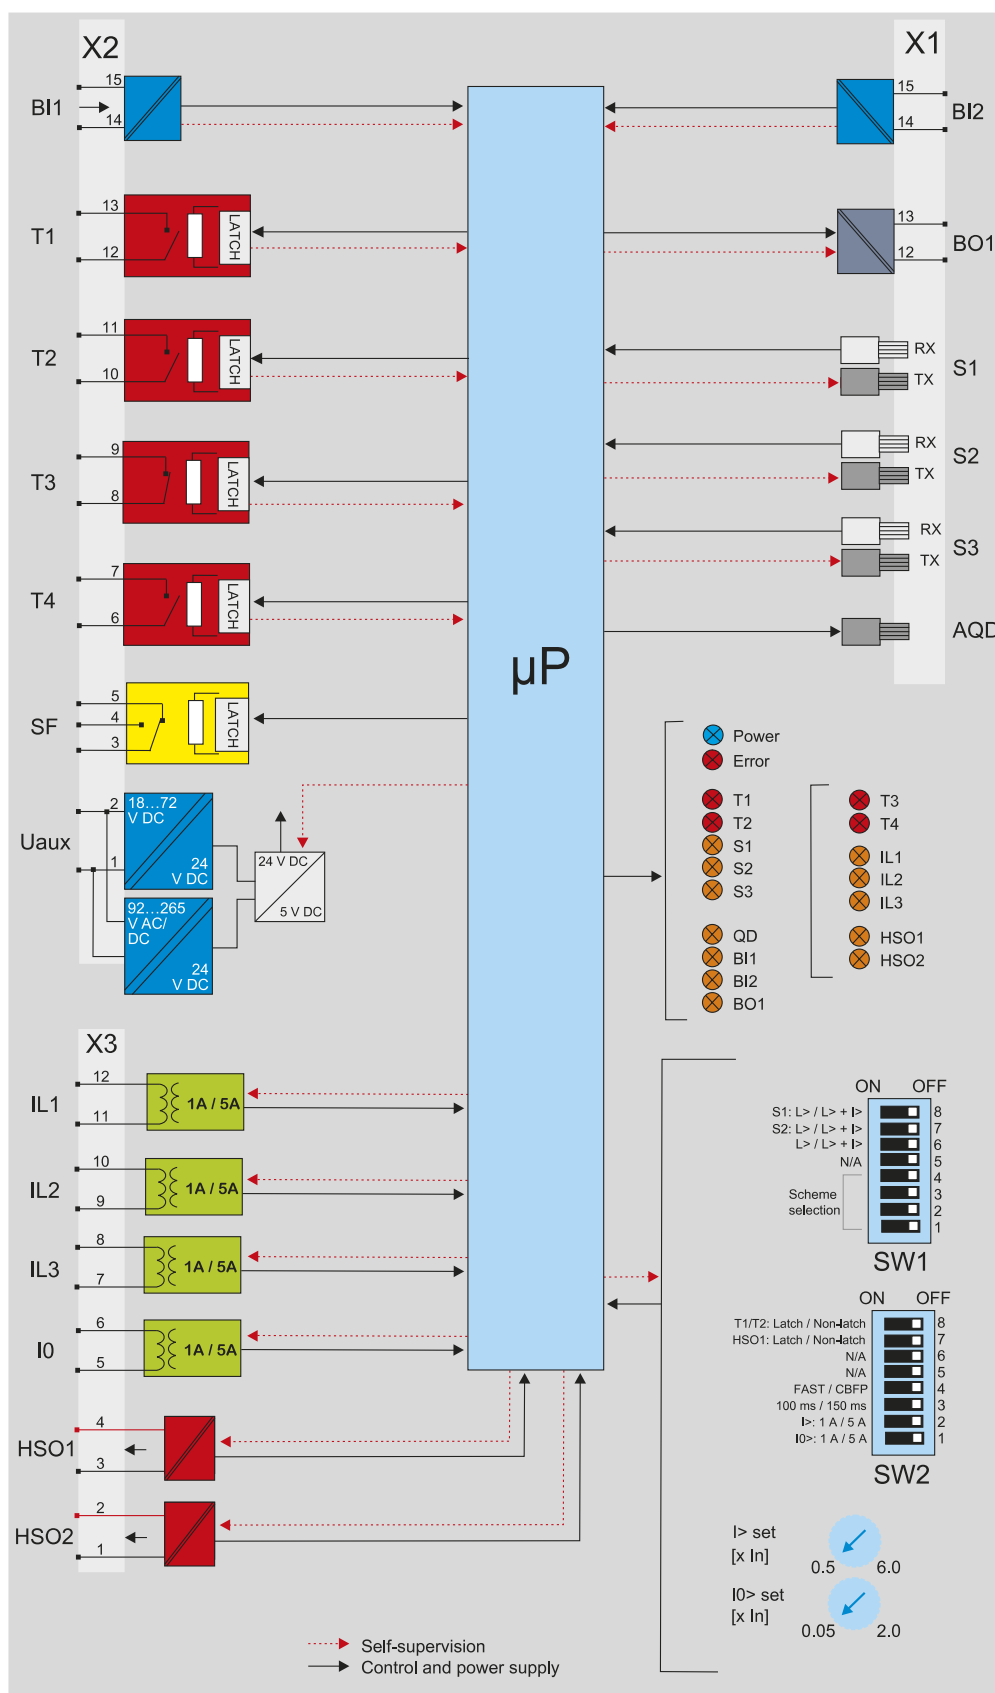 X2
X1
15
BI1
14
15
BI2
14
13
T1
12
LATCH
13
BO1
12
11
T2
10
LATCH
RX
S1
TX
9
T3
8
LATCH
RX
S2
TX
RX
S3
TX
7
T4
6
LATCH
AQD
µP
5
SF
4
3
LATCH
Uaux
2
1
18...72
V DC
24
V DC
92...265
V AC/
DC
24
V DC
24 V DC
5 V DC
Power
Error
T1
T2
S1
S2
S3
QD
BI1
BI2
BO1
T3
T4
IL1
IL2
IL3
HSO1
HSO2
X3
12
IL1
11
1A / 5A
10
IL2
9
1A / 5A
8
IL3
7
1A / 5A
6
I0
5
1A / 5A
4
HSO1
3
2
HSO2
1
ON OFF
S1: L> / L> + I> 8
S2: L> / L> + I> 7
L> / L> + I> 6
N/A 5
4
Scheme 3
selection 2
1
SW1
ON OFF
T1/T2: Latch / Non-latch 8
HSO1: Latch / Non-latch 7
N/A 6
N/A 5
FAST / CBFP 4
100 ms / 150 ms 3
I>: 1 A / 5 A 2
I0>: 1 A / 5 A 1
SW2
I> set
[x In]
0.5 6.0
I0> set
[x In]
0.05 2.0
Self-supervision
Control and power supply